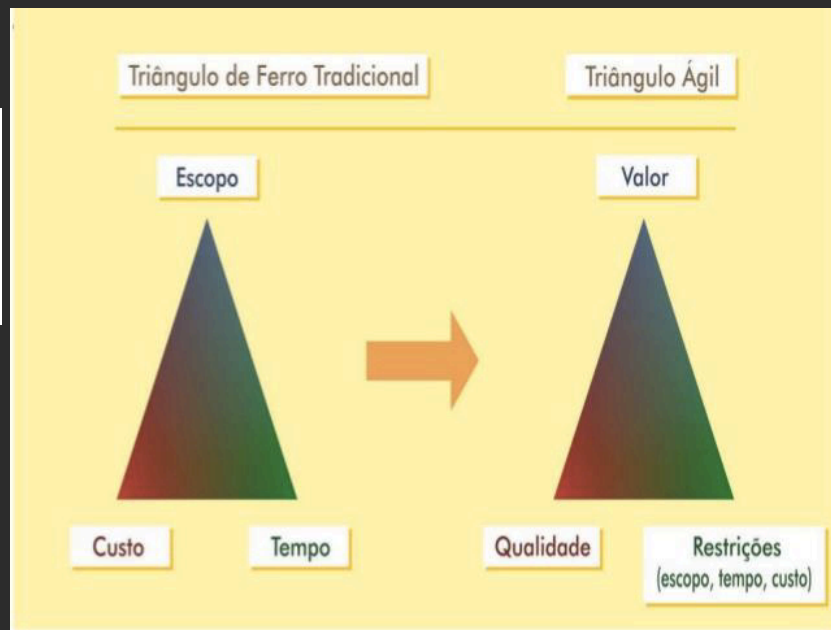 Triângulo de Ferro Tradicional
Triângulo Ágil
Escopo
Valor
Custo
Tempo
Qualidade
Restrições
(escopo, tempo, custo)